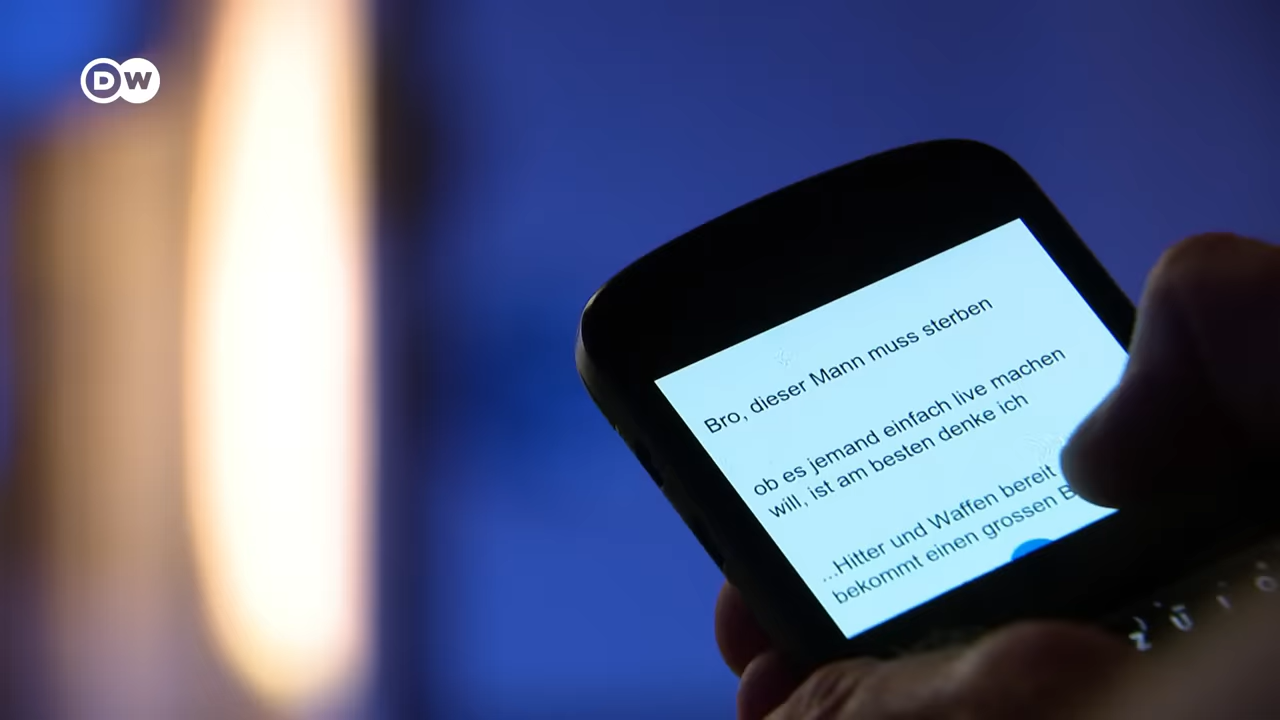 DW
Bro, dieser Mann muss sterben
ob es jemand einfach live machen
will, ist am besten denke ich
...Hitter und Waffen bereit
bekommt einen grossen
Z U I O